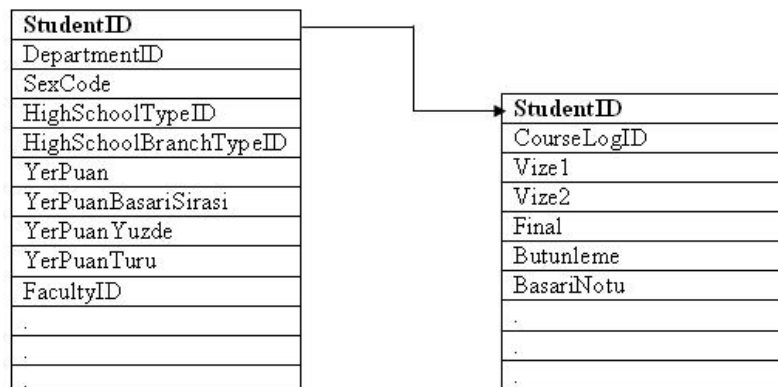 StudentID
DepartmentID
SexCode
HighSchoolTypeID
HighSchoolBranchTypeID
YerPuan
YerPuanBasariSirasi
YerPuanYuzde
YerPuanTuru
FacultyID
.
.
.
StudentID
CourseLogID
Vize1
Vize2
Final
Butunleme
BasariNotu
.
.
.